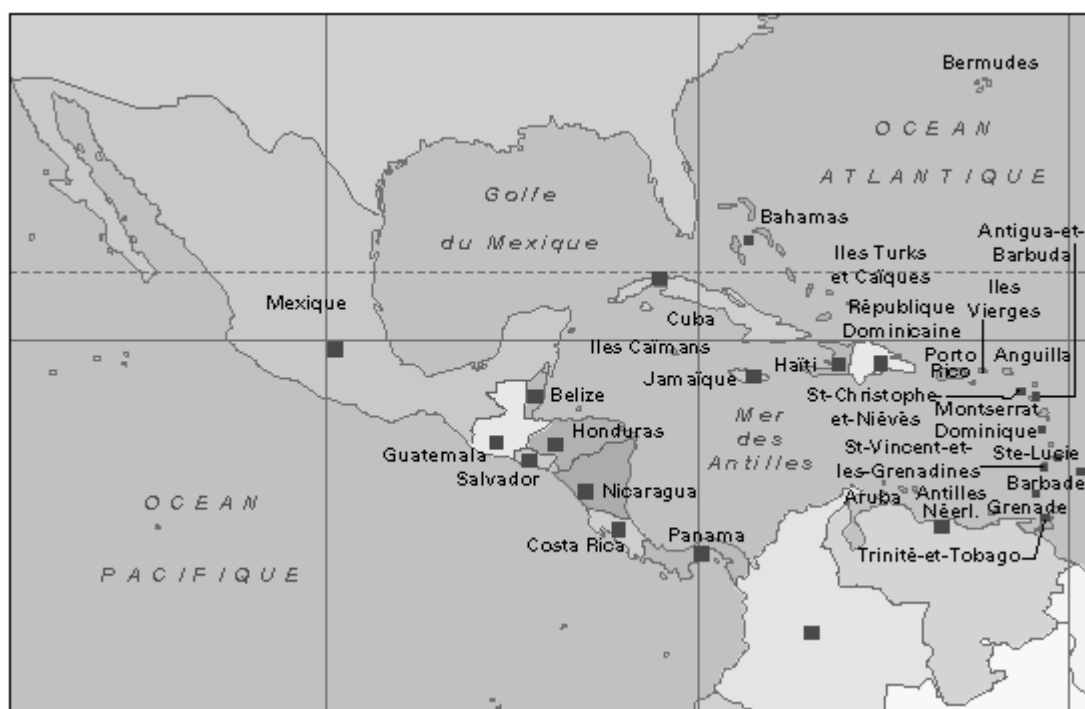 Bermudes
OCEAN
ATLANTIQUE
Golfe
du Mexique
Bahamas
Antigua-et-
Barbuda
Iles Turks
et Caïques
Iles
Vierges
Mexique
Cuba
République
Dominicaine
Iles Caïmans
Jamaïque
Haïti
Porto
Rico
Anguilla
Belize
St-Christophe
et-Niévès
Montserrat
Dominique
Mer
des
Antilles
Honduras
Guatemala
Salvador
St-Vincent-et-
les-Grenadines
Ste-Lucie
Barbade
Nicaragua
Aruba
Antilles
Néerl.
Grenade
OCEAN
PACIFIQUE
Costa Rica
Panama
Trinité-et-Tobago